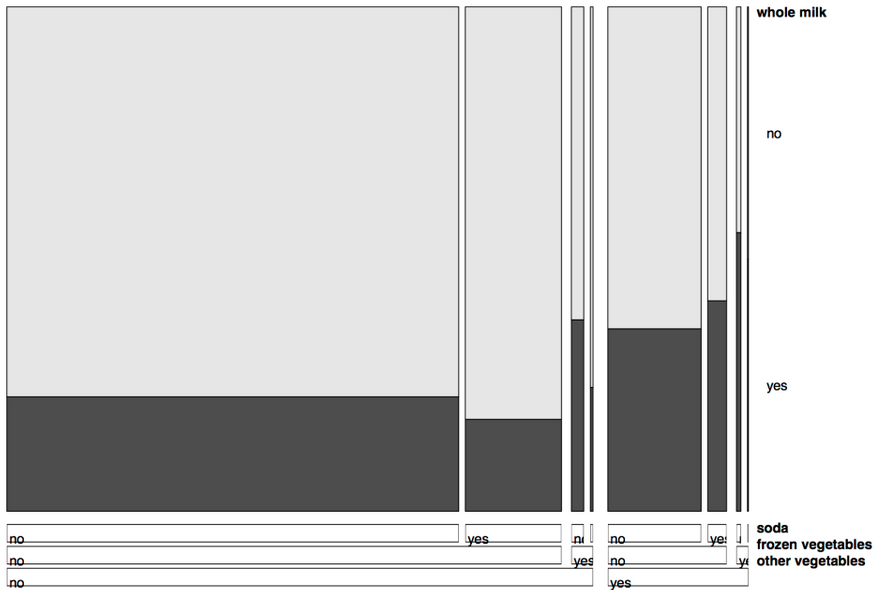 whole milk
no
yes
soda
frozen vegetables
other vegetables
no yes no no yes
no yes no
no yes